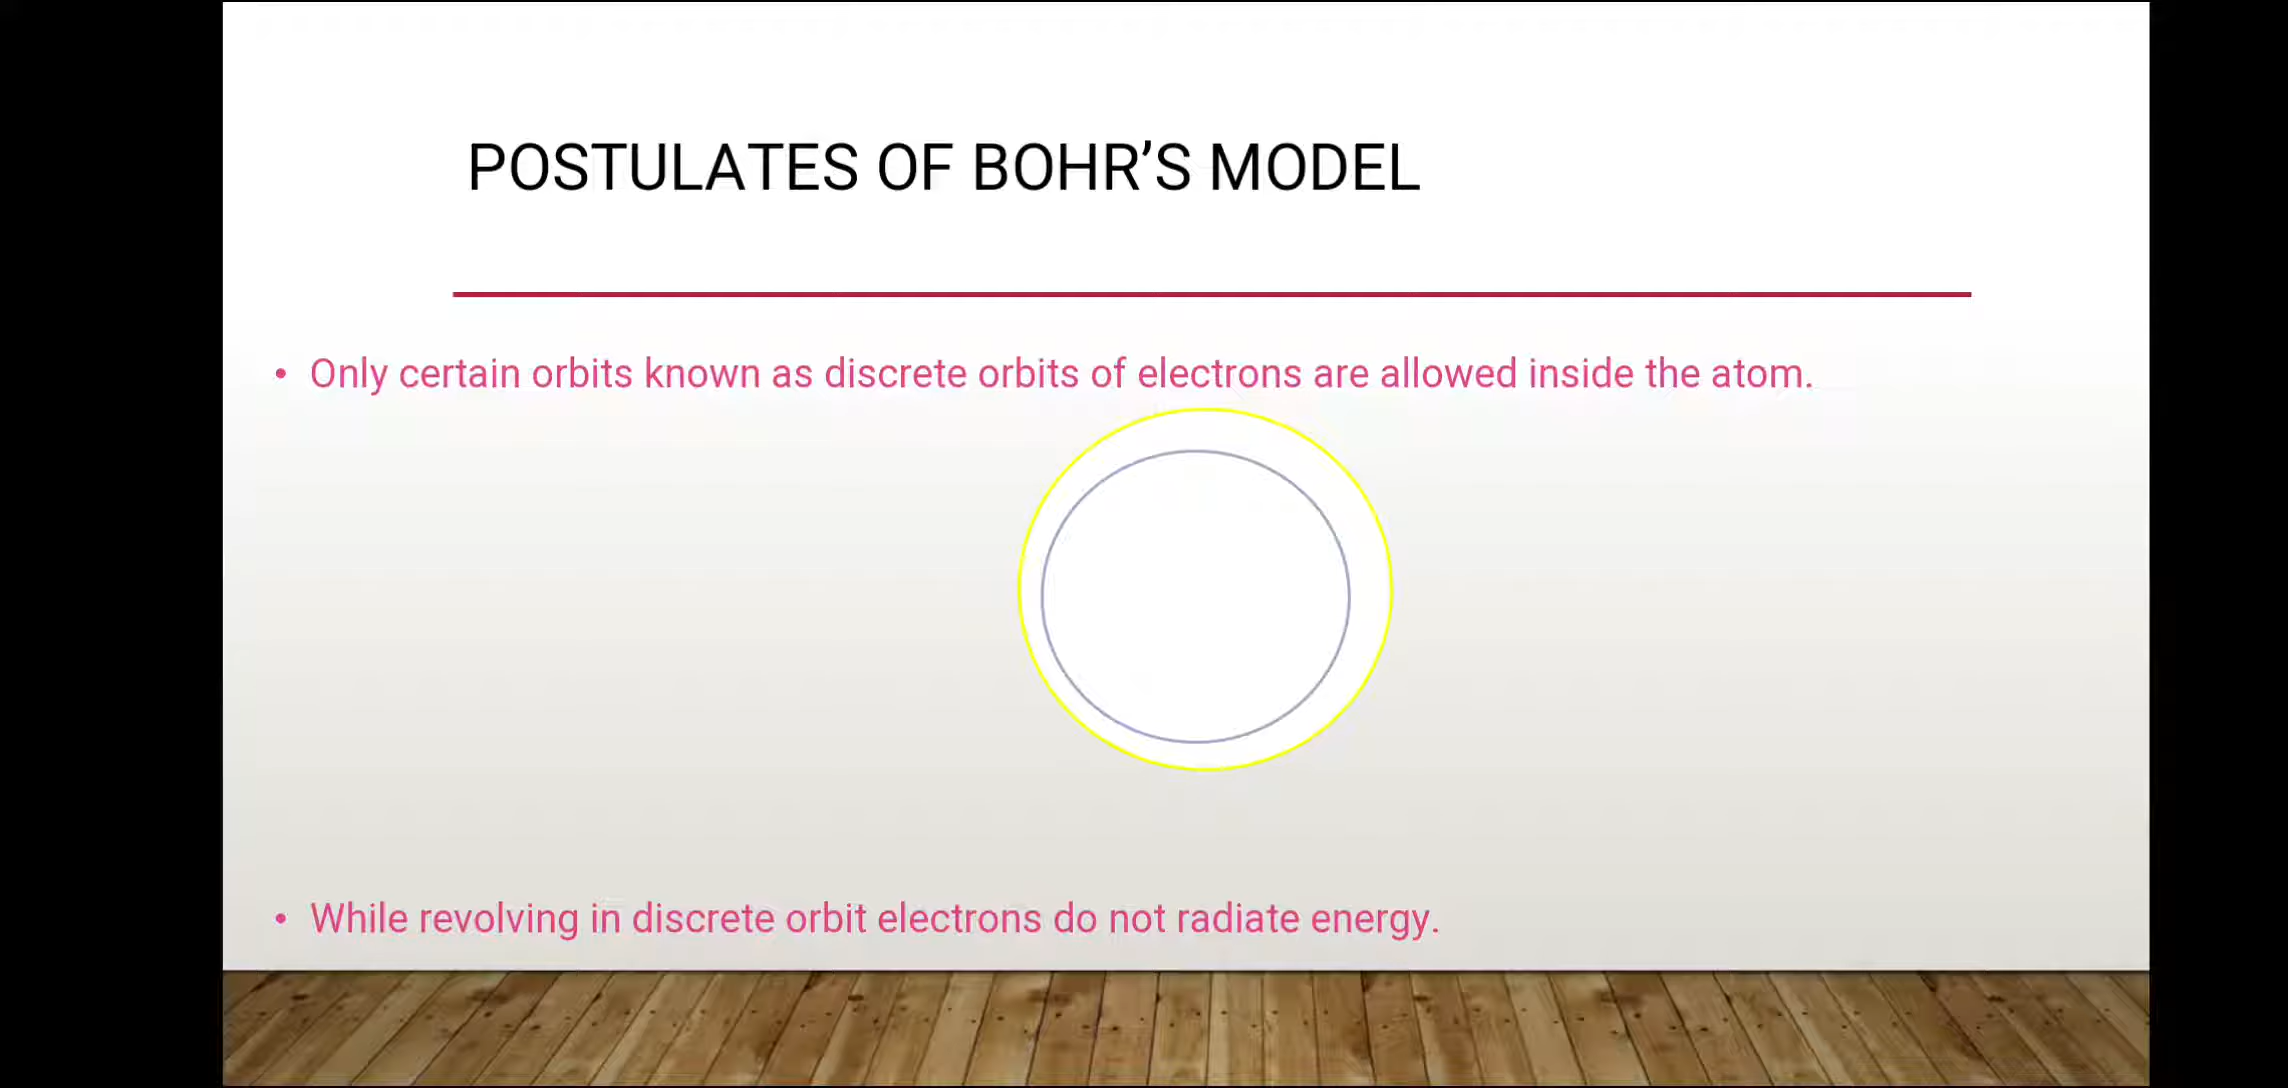 POSTULATES OF BOHR’S MODEL
• Only certain orbits known as discrete orbits of electrons are allowed inside the atom.
• While revolving in discrete orbit electrons do not radiate energy.